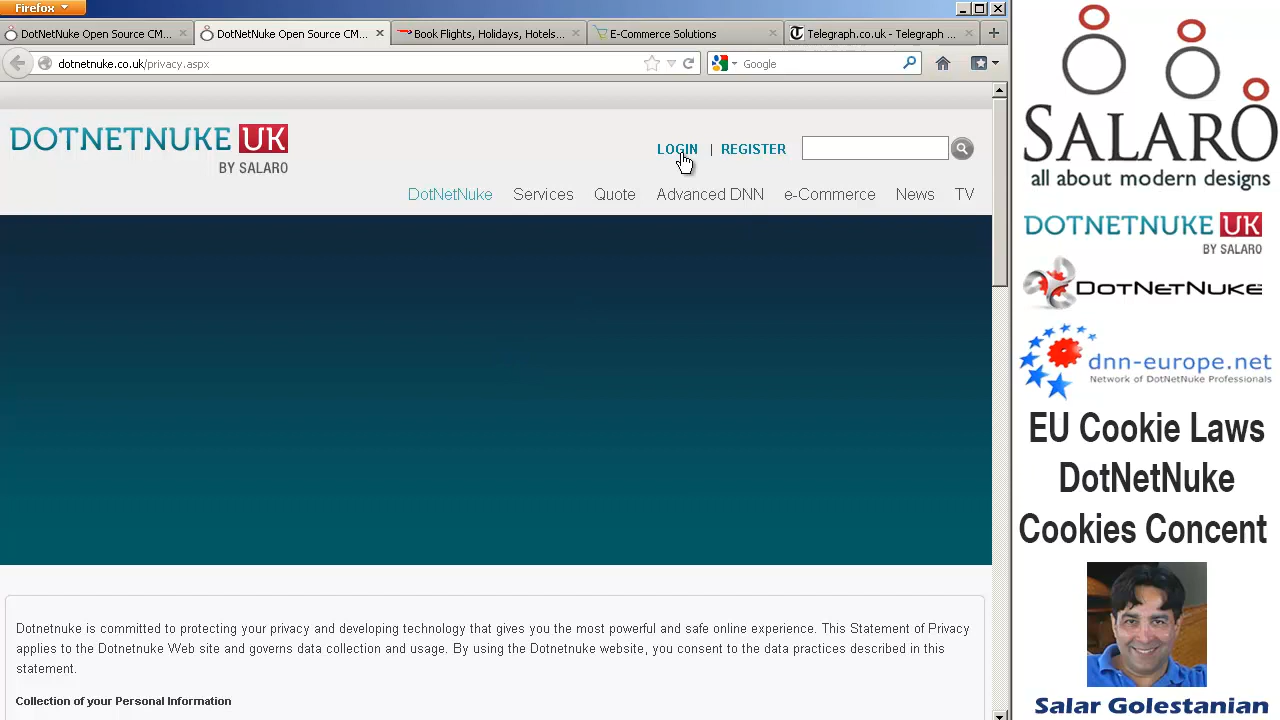 Firefox
DotNetNuke Open Source CM...
DotNetNuke Open Source CM...
Book Flights, Holidays, Hotels...
E-Commerce Solutions
Telegraph.co.uk - Telegraph ...
dotnetnuke.co.uk/privacy.aspx
Google
DOTNETNUKE UK
BY SALARO
LOGIN | REGISTER
DotNetNuke Services Quote Advanced DNN e-Commerce News TV
Dotnetnuke is committed to protecting your privacy and developing technology that gives you the most powerful and safe online experience. This Statement of Privacy
applies to the Dotnetnuke Web site and governs data collection and usage. By using the Dotnetnuke website, you consent to the data practices described in this
statement.
Collection of your Personal Information
SALARO
all about modern designs
DOTNETNUKE UK
BY SALARO
DOTNETNUKE
dnn-europe.net
Network of DotNetNuke Professionals
EU Cookie Laws
DotNetNuke
Cookies Concent
Salar Golestanian